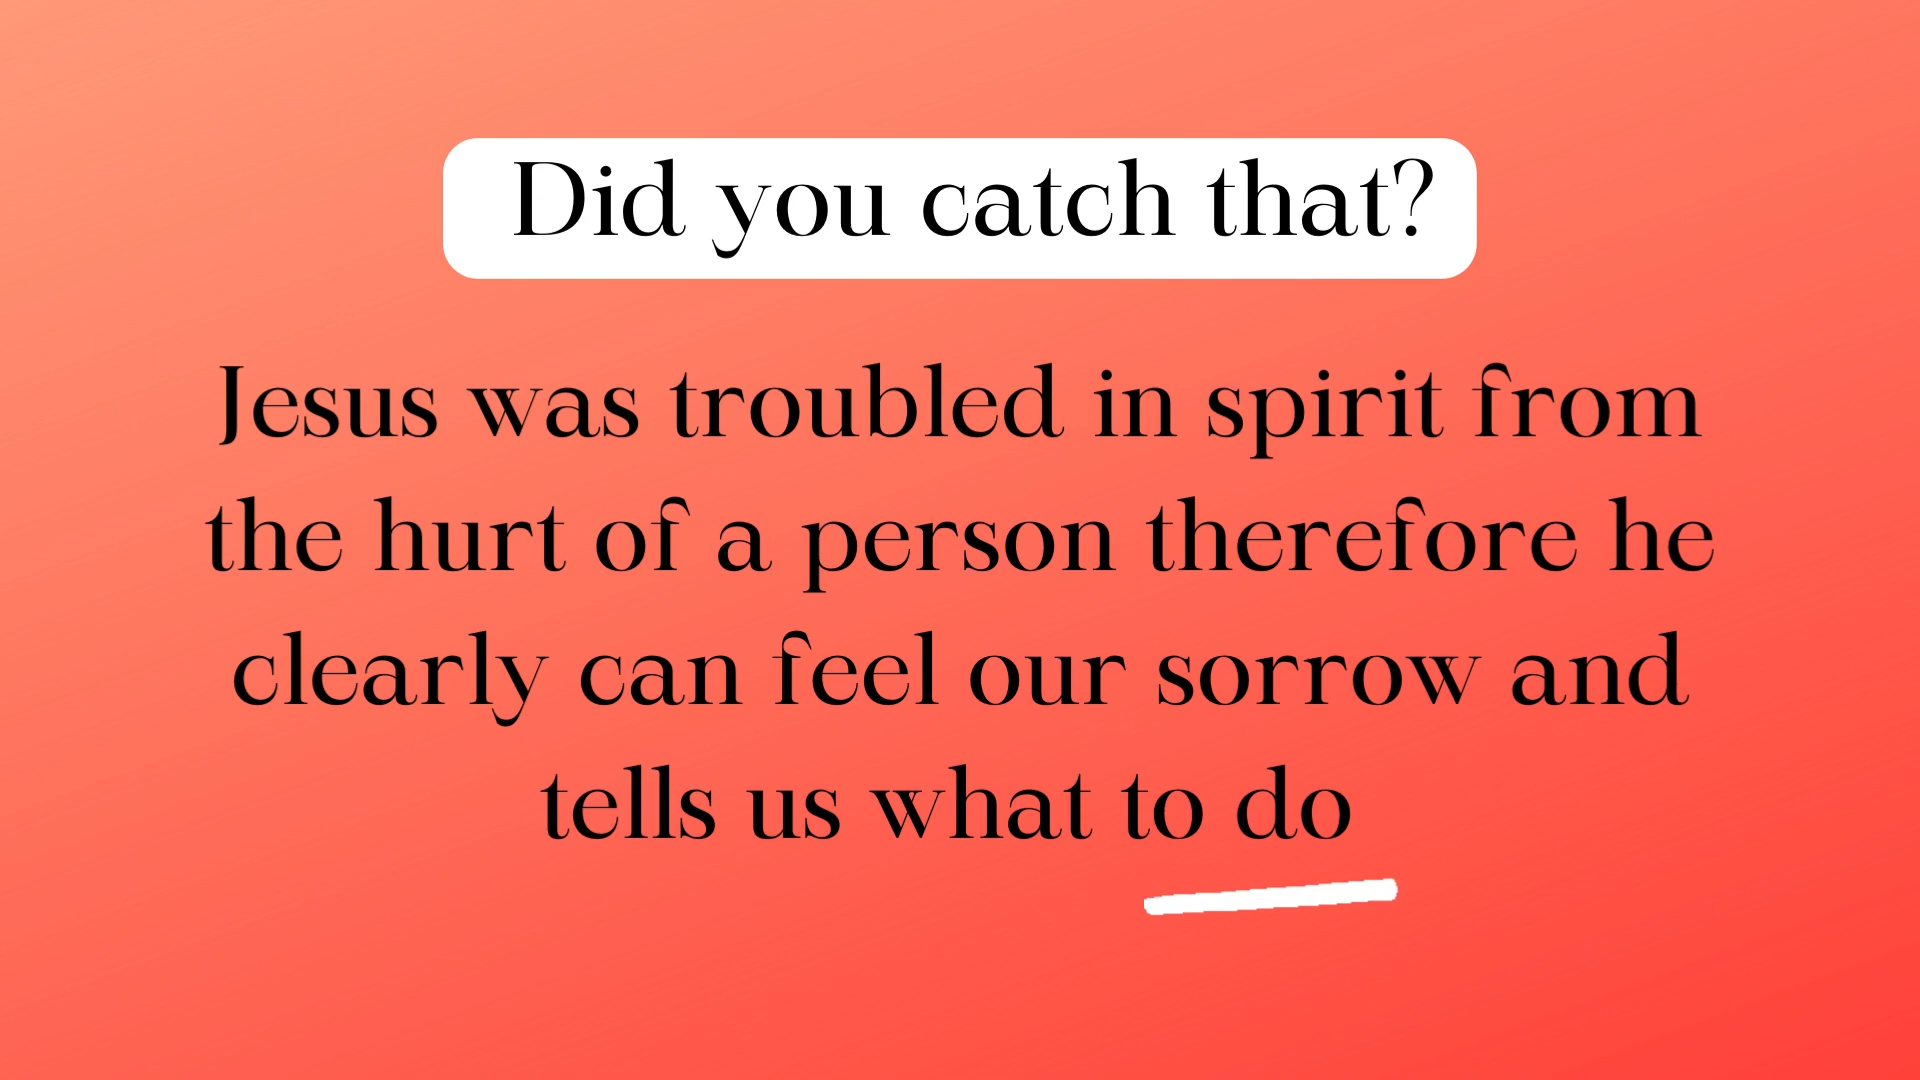 Did you catch that?
Jesus was troubled in spirit from
the hurt of a person therefore he
clearly can feel our sorrow and
tells us what to do